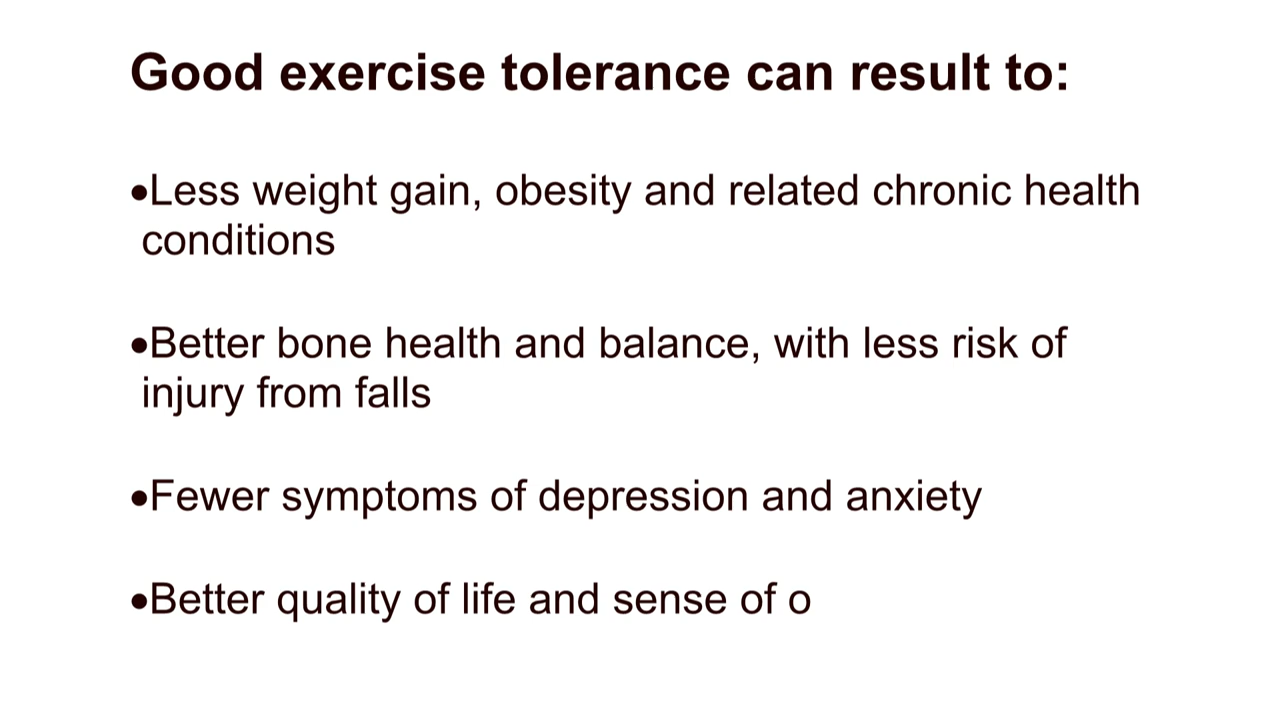 Good exercise tolerance can result to:
•Less weight gain, obesity and related chronic health
conditions
•Better bone health and balance, with less risk of
injury from falls
•Fewer symptoms of depression and anxiety
•Better quality of life and sense of o